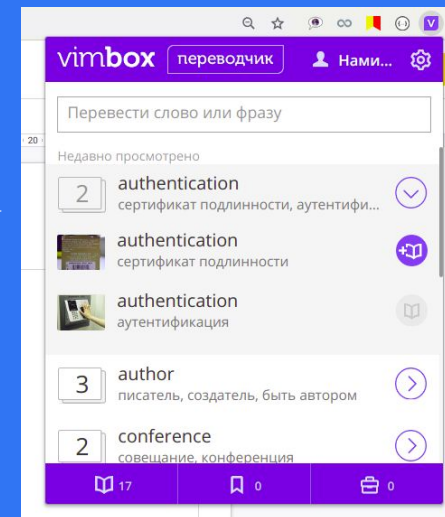 vimbox переводчик Нами...
Перевести слово или фразу
20
Недавно просмотрено
2 authentication
сертификат подлинности, аутентифи...
authentication
сертификат подлинности
authentication
аутентификация
3 author
писатель, создатель, быть автором
2 conference
совещание, конференция
17 0 0